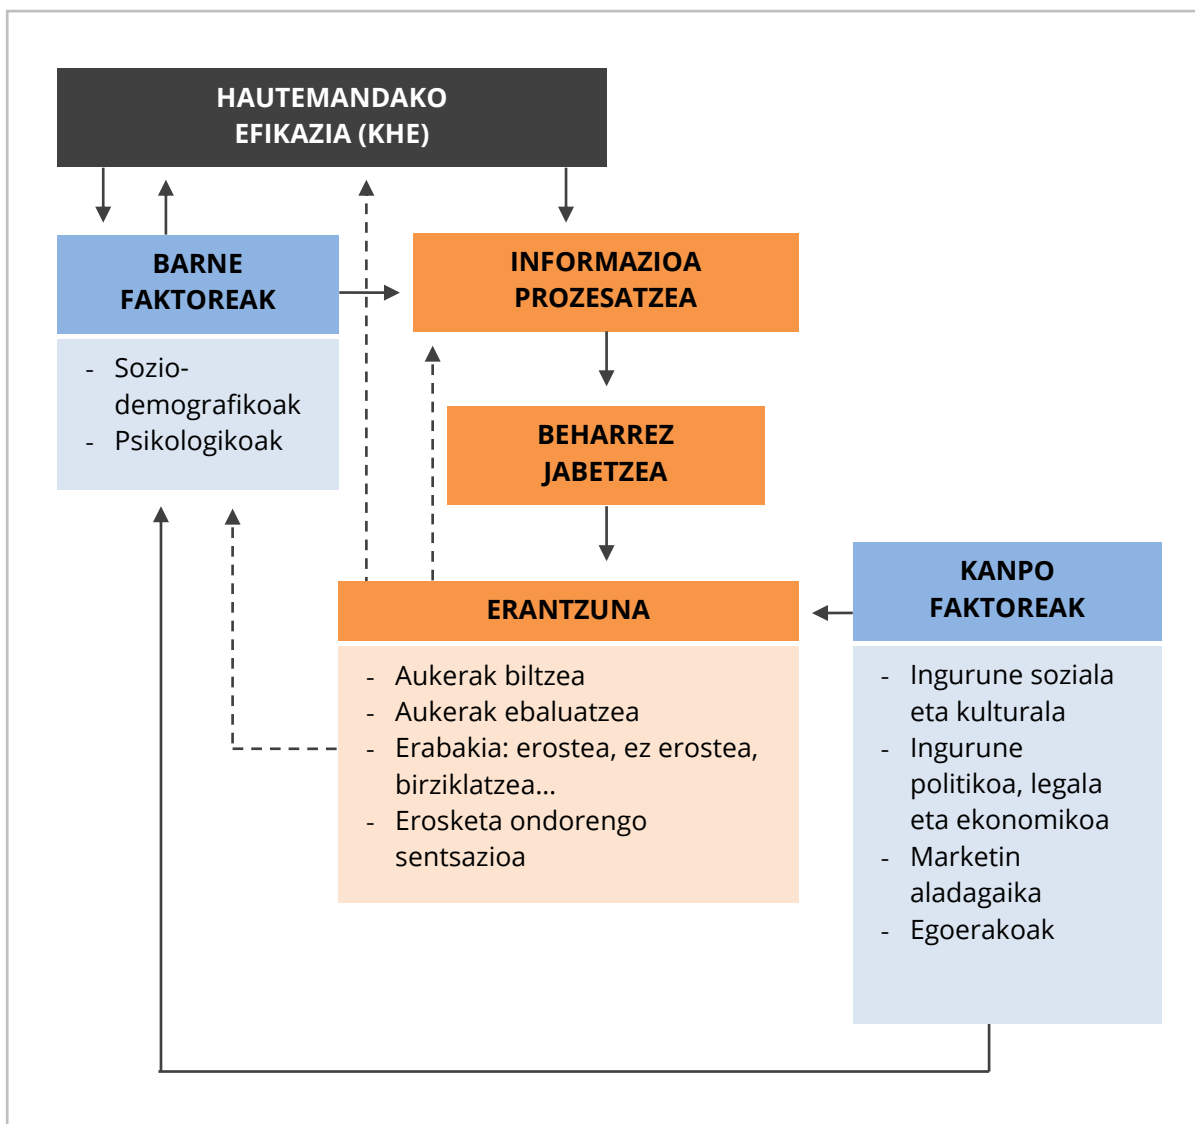 HAUTEMANDAKO
EFIKAZIA (KHE)
BARNE
FAKTOREAK
- Sozio-
demografikoak
- Psikologikoak
INFORMAZIOA
PROZESATZEA
BEHARREZ
JABETZEA
ERANTZUNA
- Aukerak biltzea
- Aukerak ebaluatzea
- Erabakia: erostea, ez erostea,
birziklatzea...
- Erosketa ondorengo
sentsazioa
KANPO
FAKTOREAK
- Ingurune soziala
eta kulturala
- Ingurune
politikoa, legala
eta ekonomikoa
- Marketin
aladagaika
- Egoerakoak